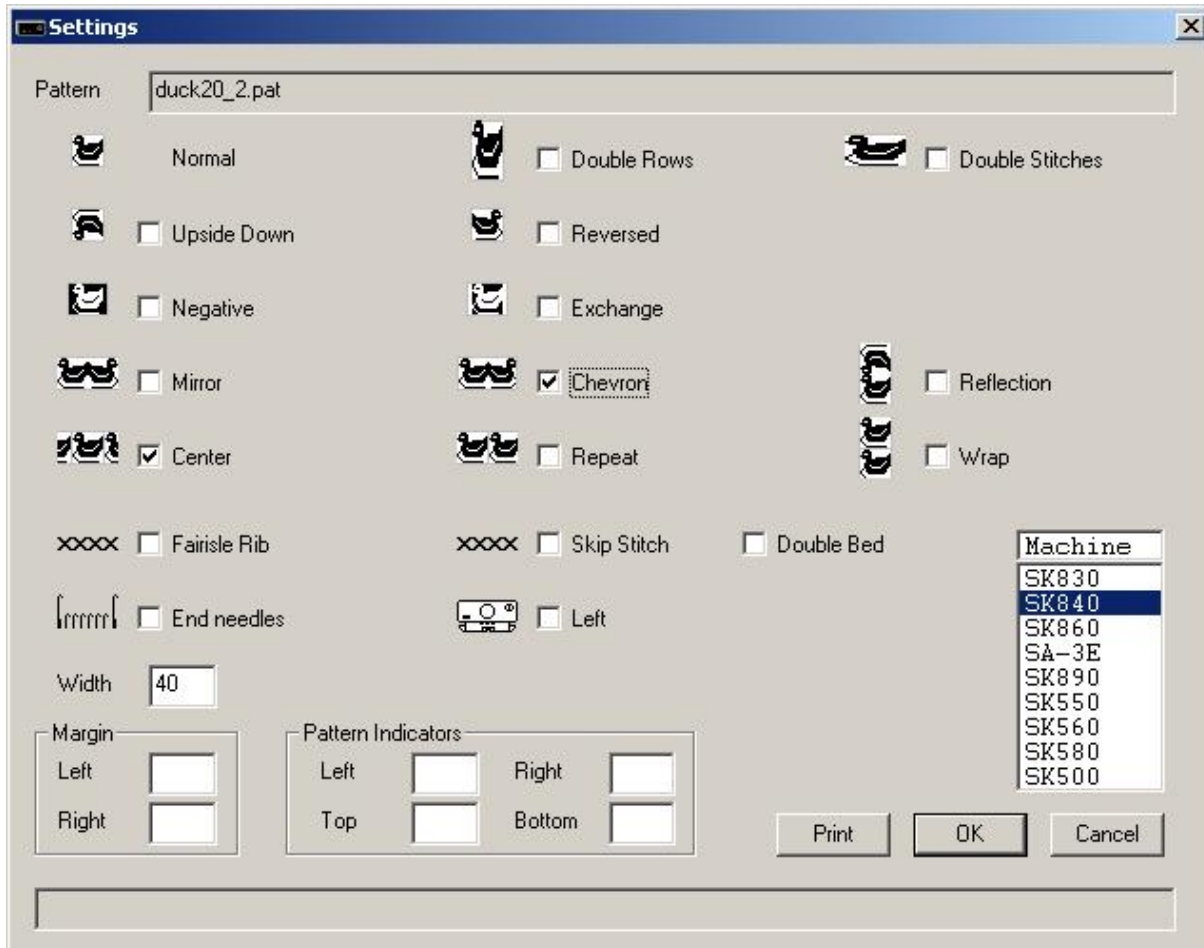 Settings
Pattern duck20_2.pat
Normal Double Rows Double Stitches
Upside Down Reversed
Negative Exchange
Mirror Chevron Reflection
Center Repeat Wrap
xxxx Fairisle Rib xxxx Skip Stitch Double Bed Machine
SK830
SK840
End needles Left SK860
SA-3E
Width 40 SK890
SK550
Margin Pattern Indicators SK560
Left Left Right SK580
SK500
Right Top Bottom Print OK Cancel